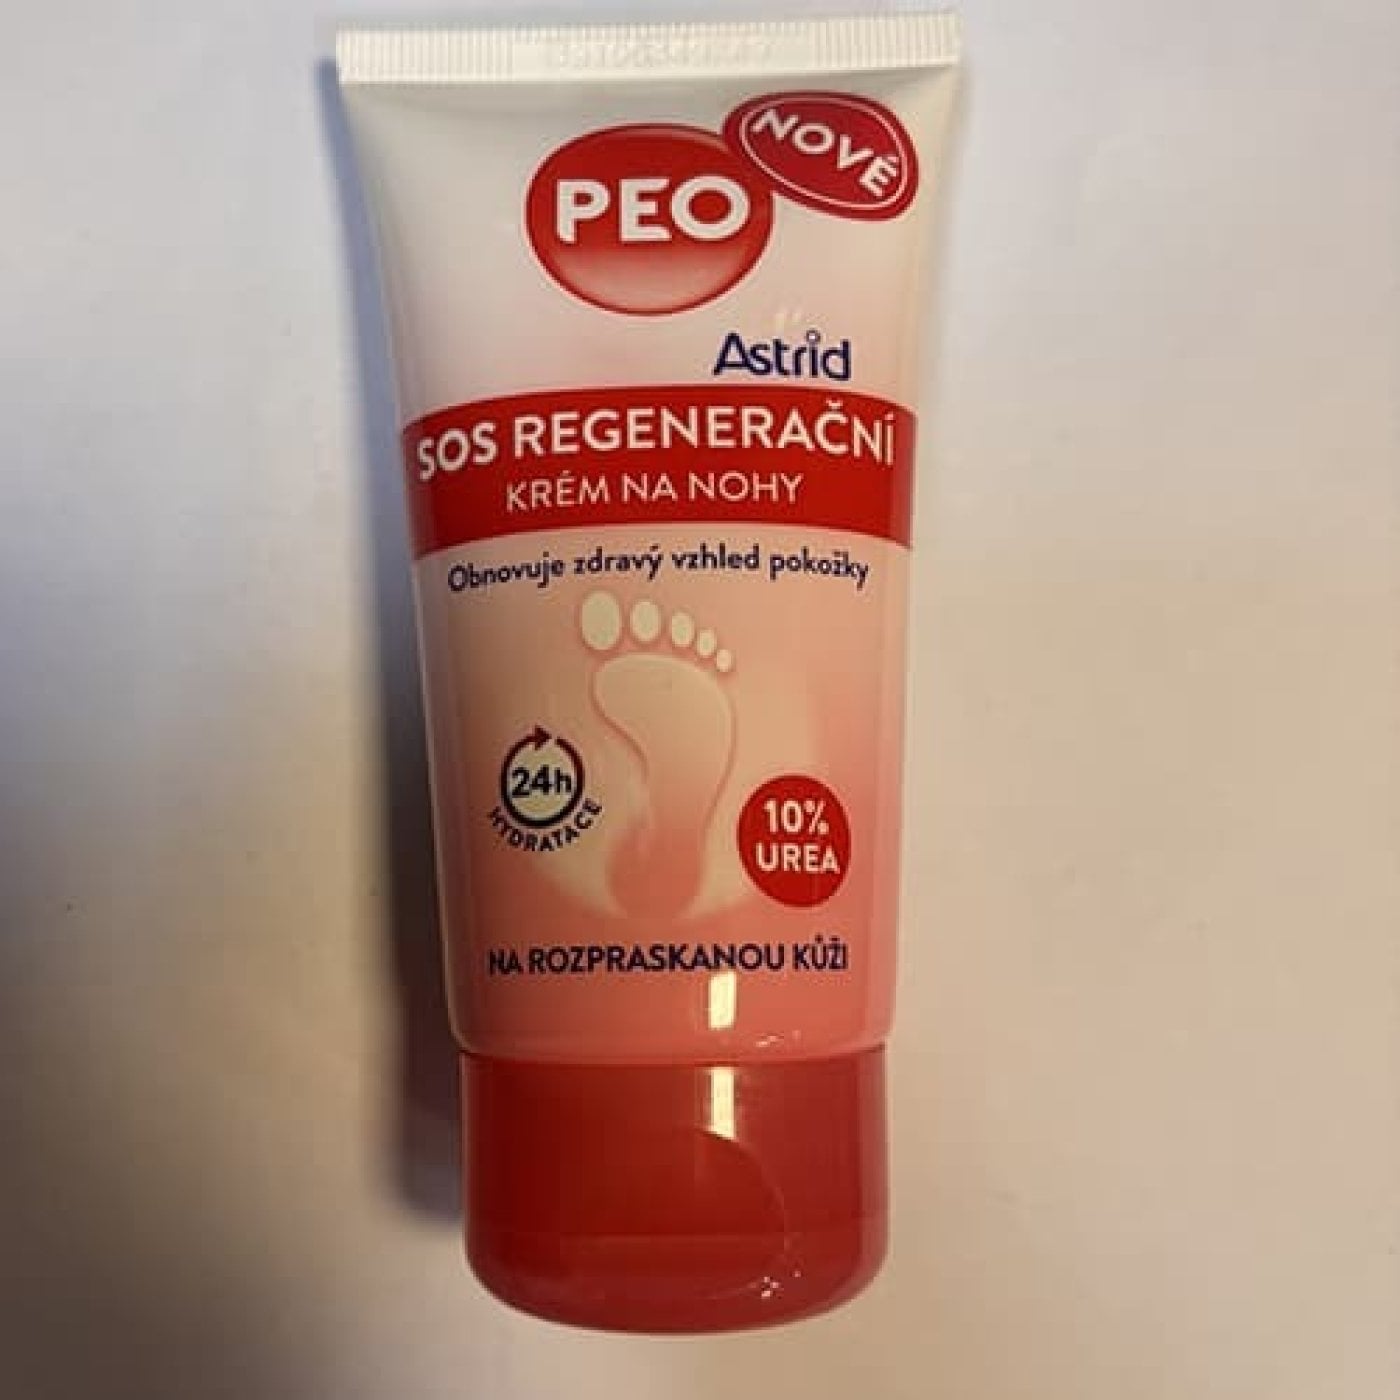 PEO
NOVÉ
Astrid
SOS REGENERAČNÍ
KRÉM NA NOHY
Obnovuje zdravý vzhled pokožky
24h
HYDRATACE
10%
UREA
NA ROZPRASKANOU KŮŽI